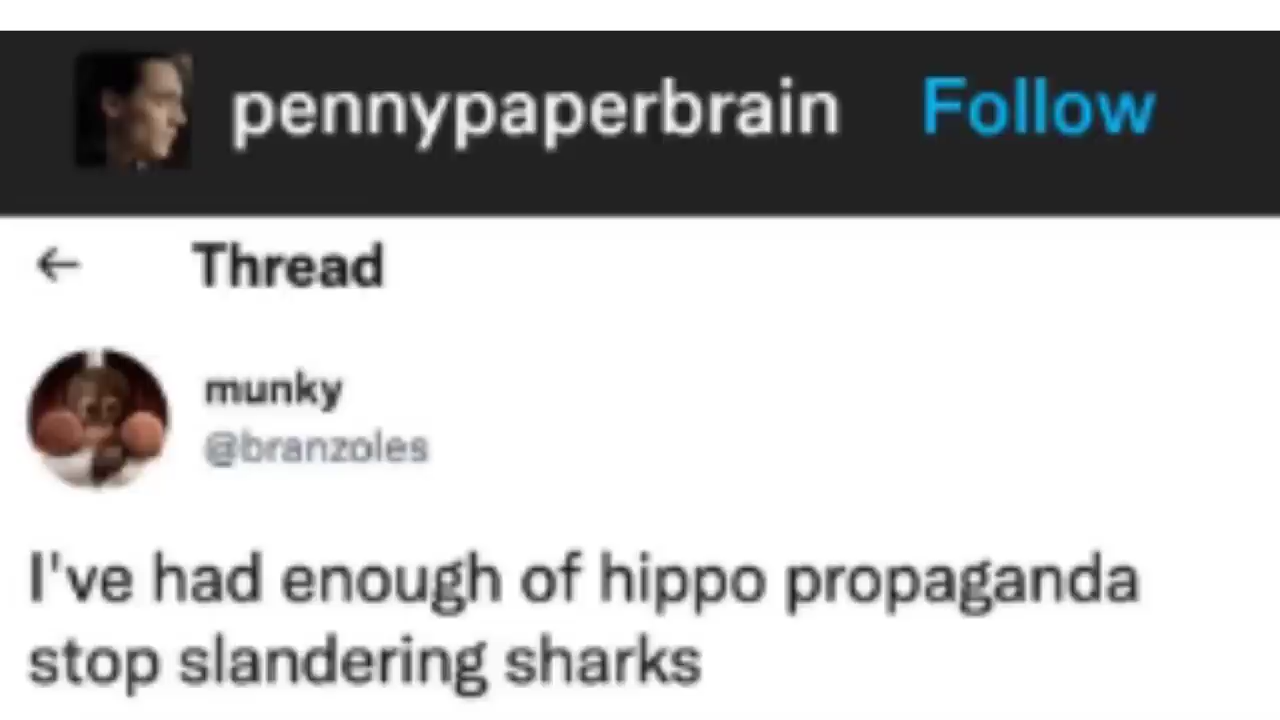 pennypaperbrain Follow
← Thread
munky
@branzoles
I've had enough of hippo propaganda
stop slandering sharks